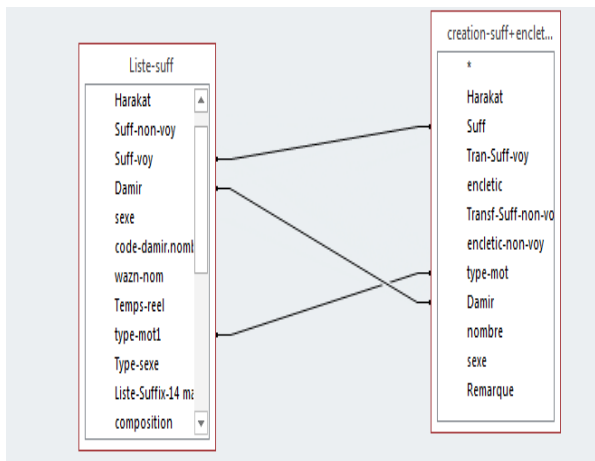 Liste-suff
Harakat
Suff-non-voy
Suff-voy
Damir
sexe
code-damir.noml
wazn-nom
Temps-reel
type-mot1
Type-sexe
Liste-Suffix-14 ma
composition
creation-suff+enclet...
*
Harakat
Suff
Tran-Suff-voy
encletic
Transf-Suff-non-vo
encletic-non-voy
type-mot
Damir
nombre
sexe
Remarque